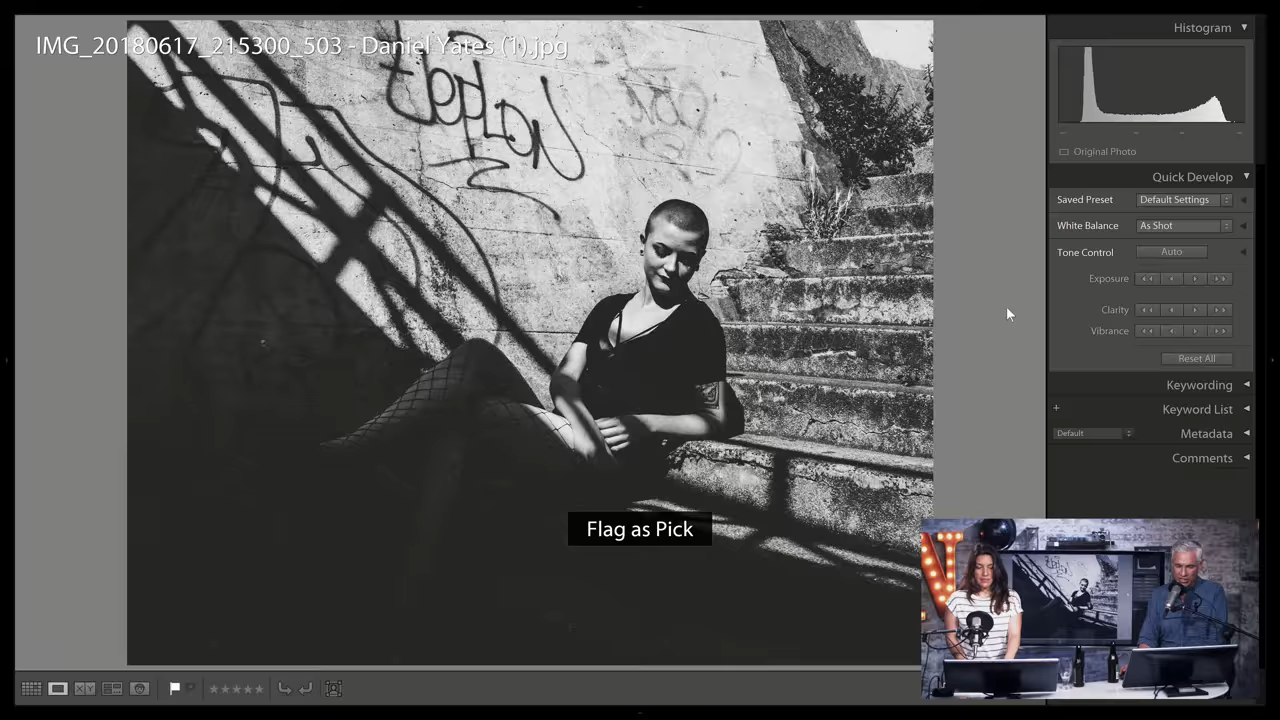 IMG_20180617_215300_503 - Daniel Yates (1).jpg
Histogram
Original Photo
Quick Develop
Saved Preset Default Settings
White Balance As Shot
Tone Control Auto
Exposure
Clarity
Vibrance
Reset All
Keywording
+ Keyword List
Default Metadata
Comments
Flag as Pick
XY